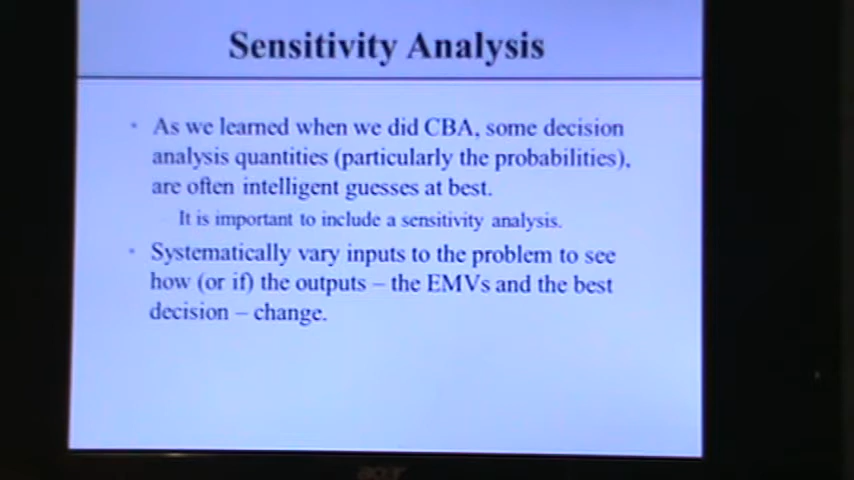 Sensitivity Analysis
As we learned when we did CBA, some decision
analysis quantities (particularly the probabilities),
are often intelligent guesses at best.
It is important to include a sensitivity analysis.
Systematically vary inputs to the problem to see
how (or if) the outputs – the EMVs and the best
decision – change.
acer